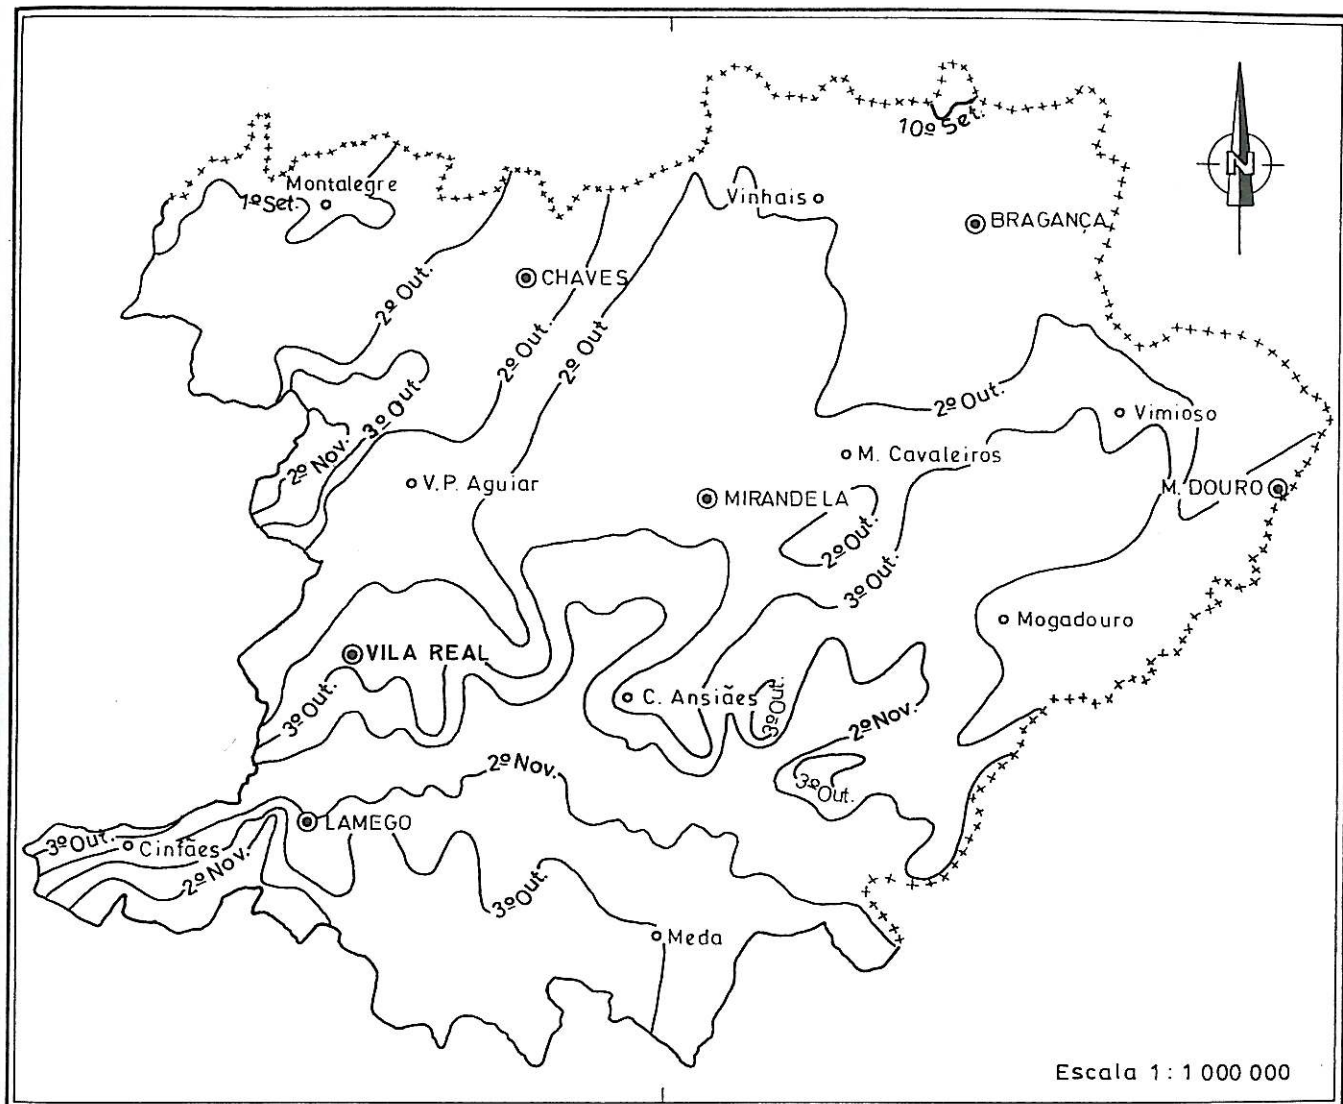 10º Set.
N
Montalegre
1º Set.
Vinhais
BRAGANÇA
CHAVES
2º Out.
2º Out.
2º Out
2º Out.
3º Out.
2º Nov.
Vimioso
M. Cavaleiros
V.P. Aguiar
MIRANDELA
M. DOURO
2º Out.
3º Out.
Mogadouro
VILA REAL
C. Ansiães
3º Out.
3º Out.
2º Nov.
2º Nov.
3º Out.
LAMEGO
3º Out.
Cinfães
2º Nov.
3º Out.
Meda
Escala 1 : 1 000 000